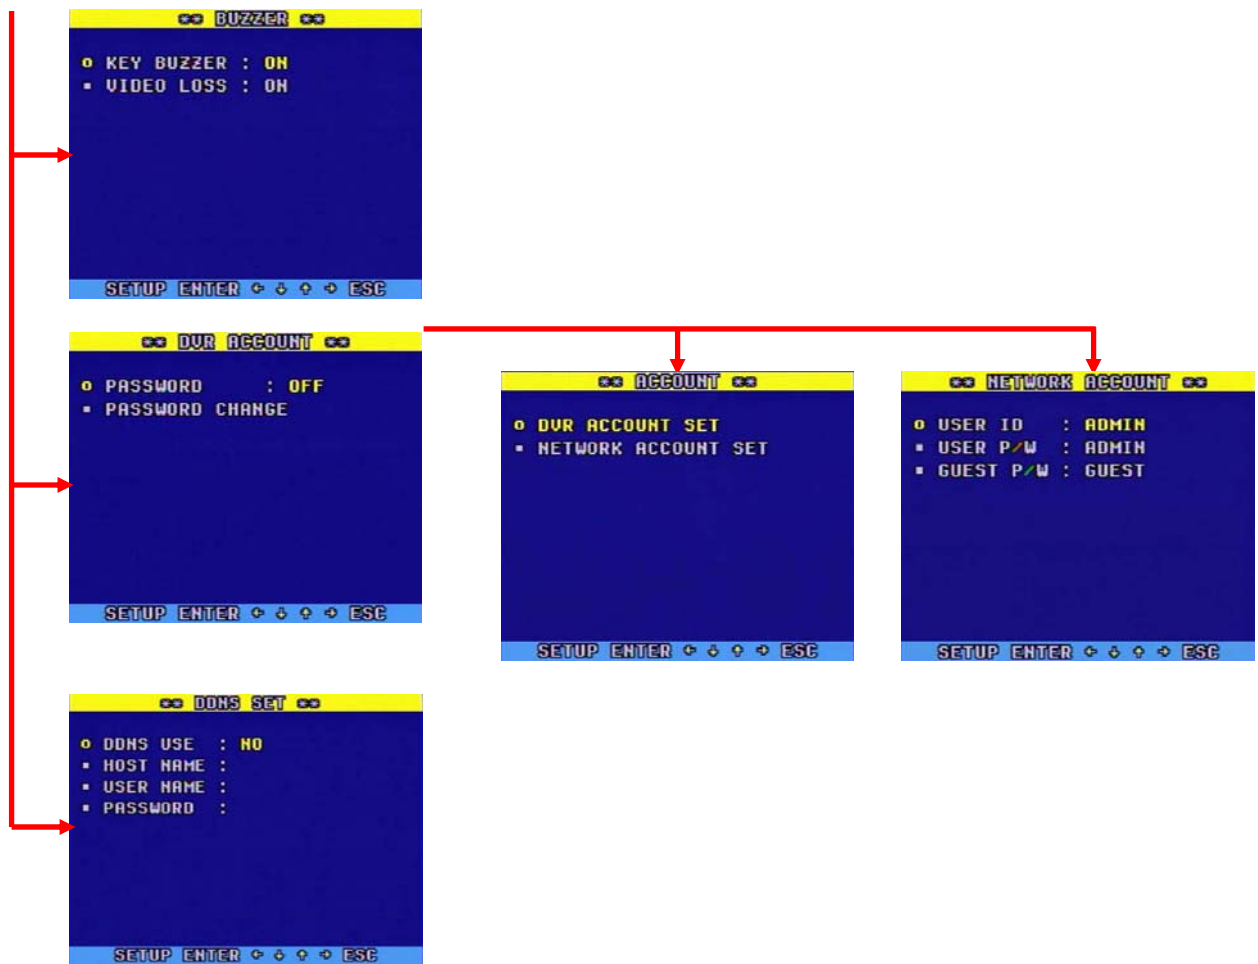 ** BUZZER **
KEY BUZZER : ON
VIDEO LOSS : ON
SETUP ENTER ← ↓ ↑ → ESC
** DVR ACCOUNT **
PASSWORD : OFF
PASSWORD CHANGE
SETUP ENTER ← ↓ ↑ → ESC
** ACCOUNT **
DVR ACCOUNT SET
NETWORK ACCOUNT SET
SETUP ENTER ← ↓ ↑ → ESC
** NETWORK ACCOUNT **
USER ID : ADMIN
USER P/W : ADMIN
GUEST P/W : GUEST
SETUP ENTER ← ↓ ↑ → ESC
** DDNS SET **
DDNS USE : NO
HOST NAME :
USER NAME :
PASSWORD :
SETUP ENTER ← ↓ ↑ → ESC